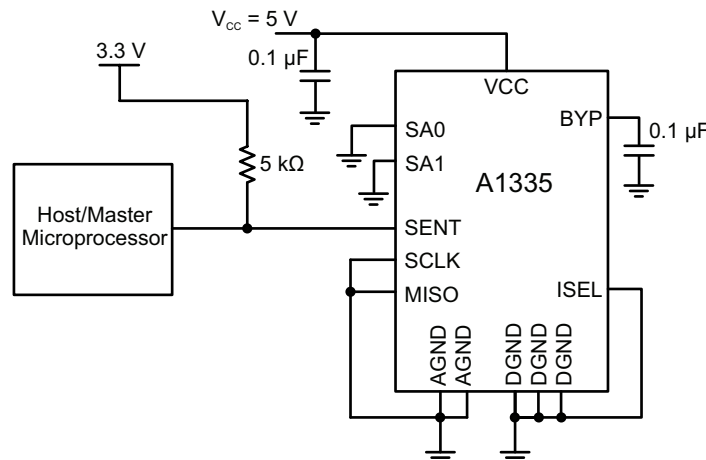 V_CC = 5 V
3.3 V
0.1 µF
VCC
BYP
0.1 µF
SA0
SA1
5 kΩ
A1335
Host/Master
Microprocessor
SENT
SCLK
MISO
ISEL
AGND
AGND
DGND
DGND
DGND